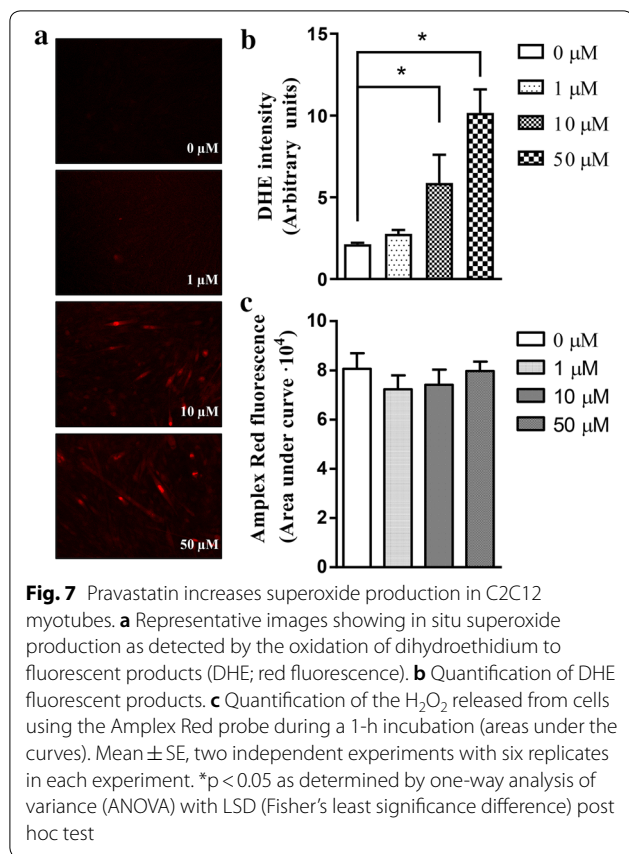 a
0 µM
1 µM
10 µM
50 µM
b
DHE intensity
(Arbitrary units)
15
10
5
0
*
*
0 µM
1 µM
10 µM
50 µM
c
Amplex Red fluorescence
(Area under curve ·10⁴)
10
8
6
4
2
0
0 µM
1 µM
10 µM
50 µM
Fig. 7 Pravastatin increases superoxide production in C2C12
myotubes. a Representative images showing in situ superoxide
production as detected by the oxidation of dihydroethidium to
fluorescent products (DHE; red fluorescence). b Quantification of DHE
fluorescent products. c Quantification of the H₂O₂ released from cells
using the Amplex Red probe during a 1-h incubation (areas under the
curves). Mean ± SE, two independent experiments with six replicates
in each experiment. *p < 0.05 as determined by one-way analysis of
variance (ANOVA) with LSD (Fisher's least significance difference) post
hoc test